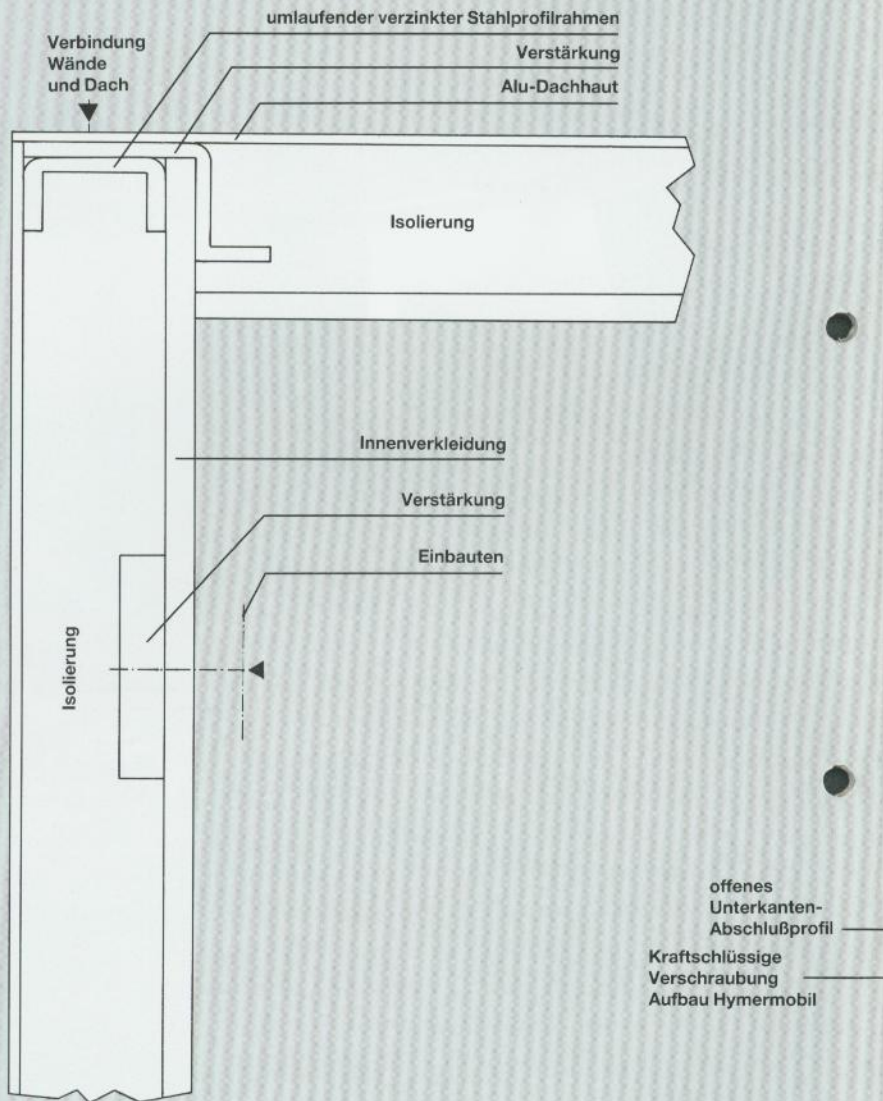 umlaufender verzinkter Stahlprofilrahmen
Verbindung
Wände
und Dach
Verstärkung
Alu-Dachhaut
Isolierung
Innenverkleidung
Verstärkung
Einbauten
Isolierung
offenes
Unterkanten-
Abschlußprofil
Kraftschlüssige
Verschraubung
Aufbau Hymermobil